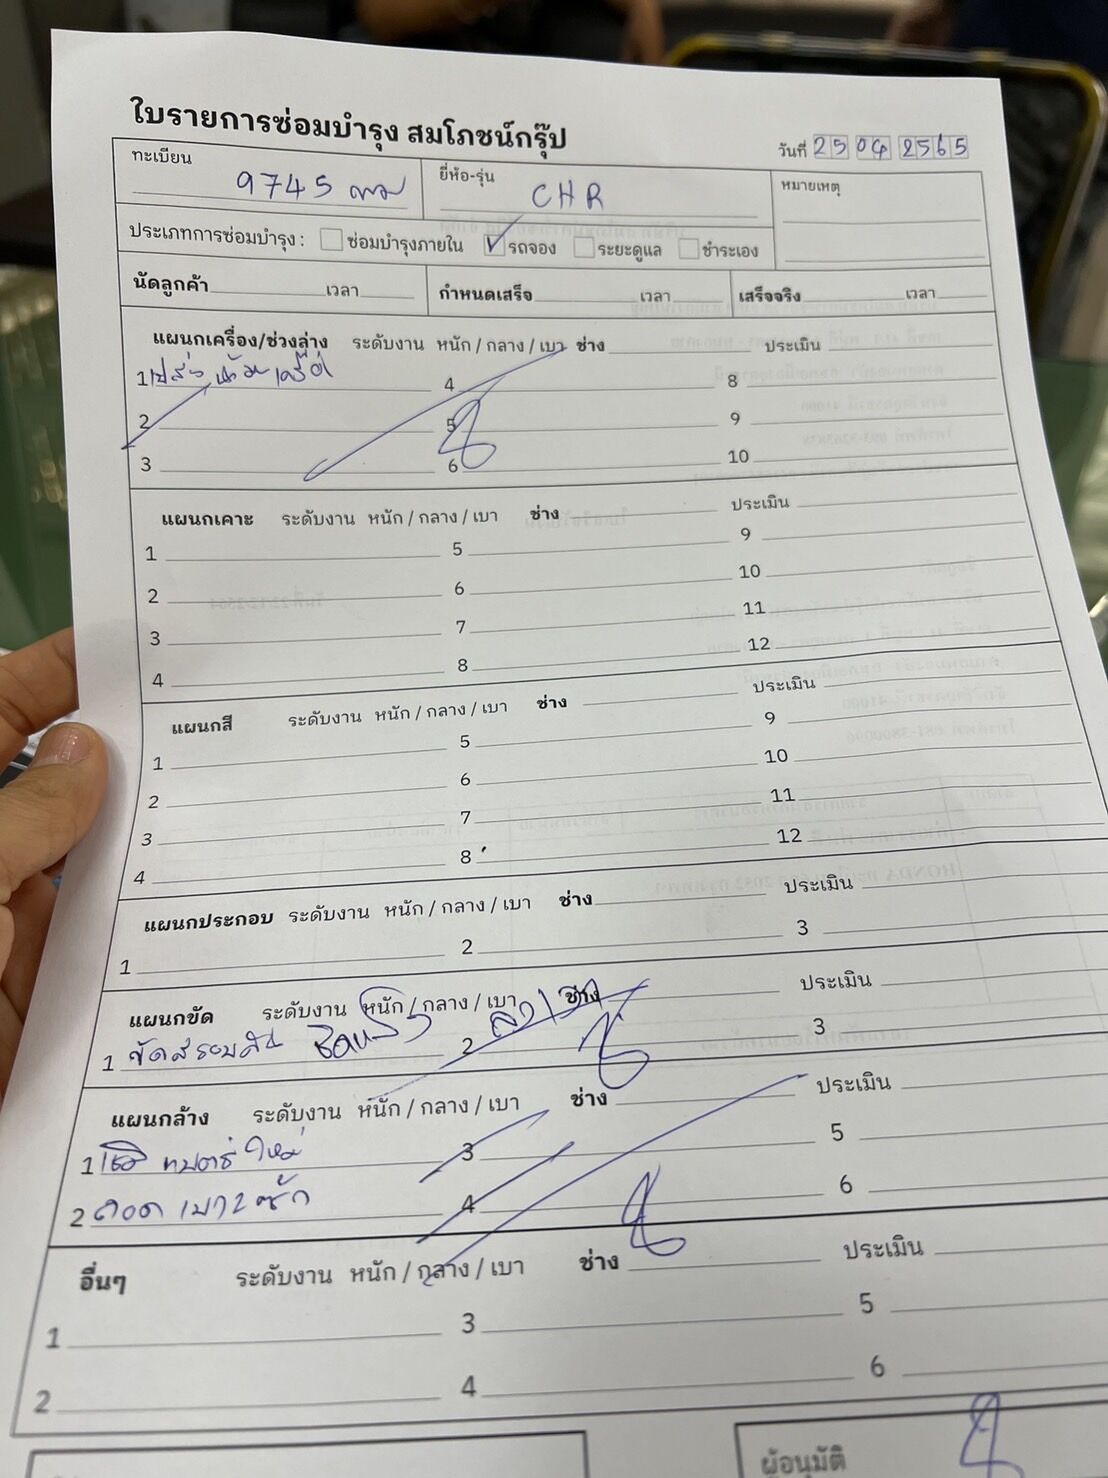 ใบรายการซ่อมบำรุง สมโภชน์กรุ๊ป
วันที่ 25 04 2565
ทะเบียน 9745
ยี่ห้อ-รุ่น CHR
หมายเหตุ
ประเภทการซ่อมบำรุง : ซ่อมบำรุงภายใน รถจอง ระยะดูแล ชำระเอง
นัดลูกค้า เวลา กำหนดเสร็จ เวลา เสร็จจริง เวลา
แผนกเครื่อง/ช่วงล่าง ระดับงาน หนัก / กลาง / เบา ช่าง ประเมิน
1 4 8
2 5 9
3 6 10
แผนกเคาะ ระดับงาน หนัก / กลาง / เบา ช่าง ประเมิน
1 5 9
2 6 10
3 7 11
4 8 12
แผนกสี ระดับงาน หนัก / กลาง / เบา ช่าง ประเมิน
1 5 9
2 6 10
3 7 11
4 8 12
แผนกประกอบ ระดับงาน หนัก / กลาง / เบา ช่าง ประเมิน
1 2 3
แผนกขัด ระดับงาน หนัก / กลาง / เบา ช่าง ประเมิน
1 ขัดสีรอบคัน 2 3
แผนกล้าง ระดับงาน หนัก / กลาง / เบา ช่าง ประเมิน
1 3 5
2 ถอดเบาะซัก 4 6
อื่นๆ ระดับงาน หนัก / กลาง / เบา ช่าง ประเมิน
1 3 5
2 4 6
ผู้อนุมัติ